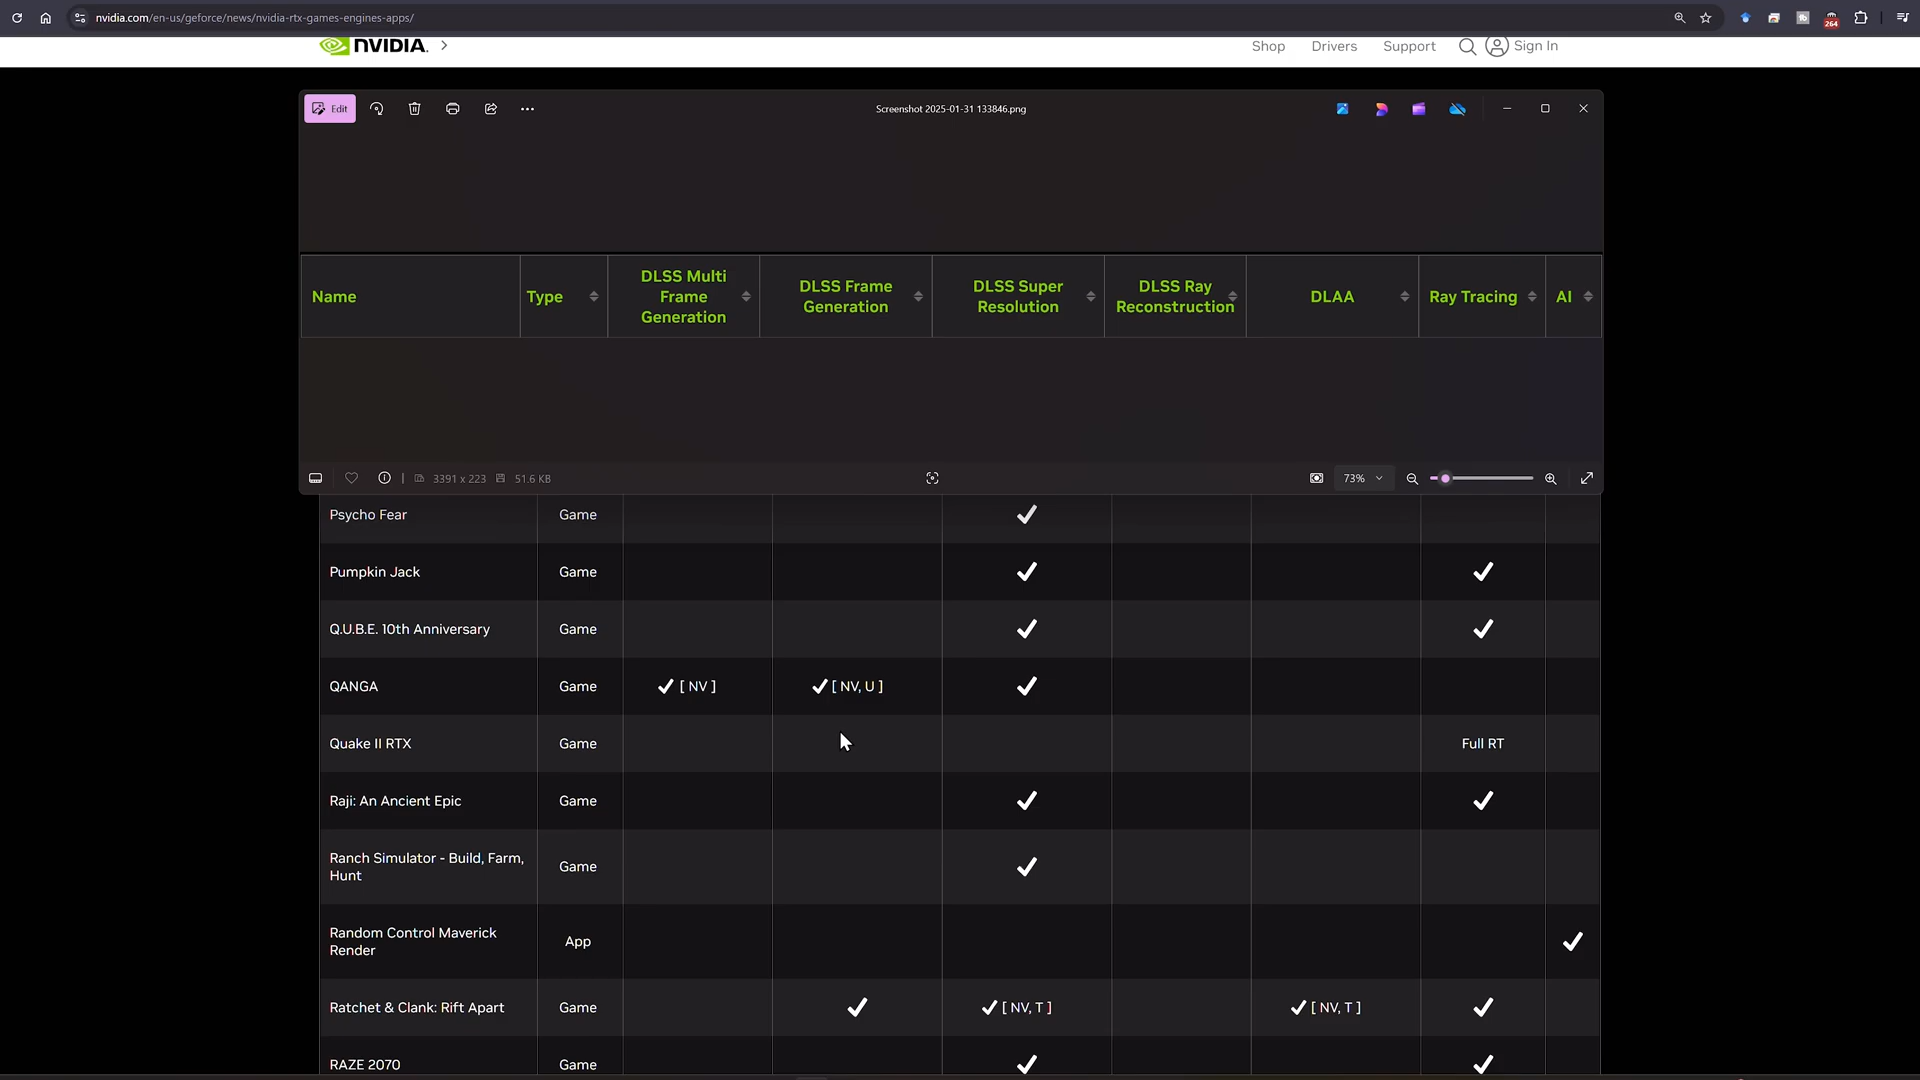 nvidia.com/en-us/geforce/news/nvidia-rtx-games-engines-apps/
264
NVIDIA.
Shop Drivers Support Sign In
Edit
Screenshot 2025-01-31 133846.png
Name Type DLSS Multi Frame Generation DLSS Frame Generation DLSS Super Resolution DLSS Ray Reconstruction DLAA Ray Tracing AI
3391 x 223 51.6 KB 73%
Psycho Fear Game ✓
Pumpkin Jack Game ✓ ✓
Q.U.B.E. 10th Anniversary Game ✓ ✓
QANGA Game ✓ [ NV ] ✓ [ NV, U ] ✓
Quake II RTX Game Full RT
Raji: An Ancient Epic Game ✓ ✓
Ranch Simulator - Build, Farm,
Hunt
Game ✓
Random Control Maverick
Render
App ✓
Ratchet & Clank: Rift Apart Game ✓ ✓ [ NV, T ] ✓ [ NV, T ] ✓
RAZE 2070 Game ✓ ✓